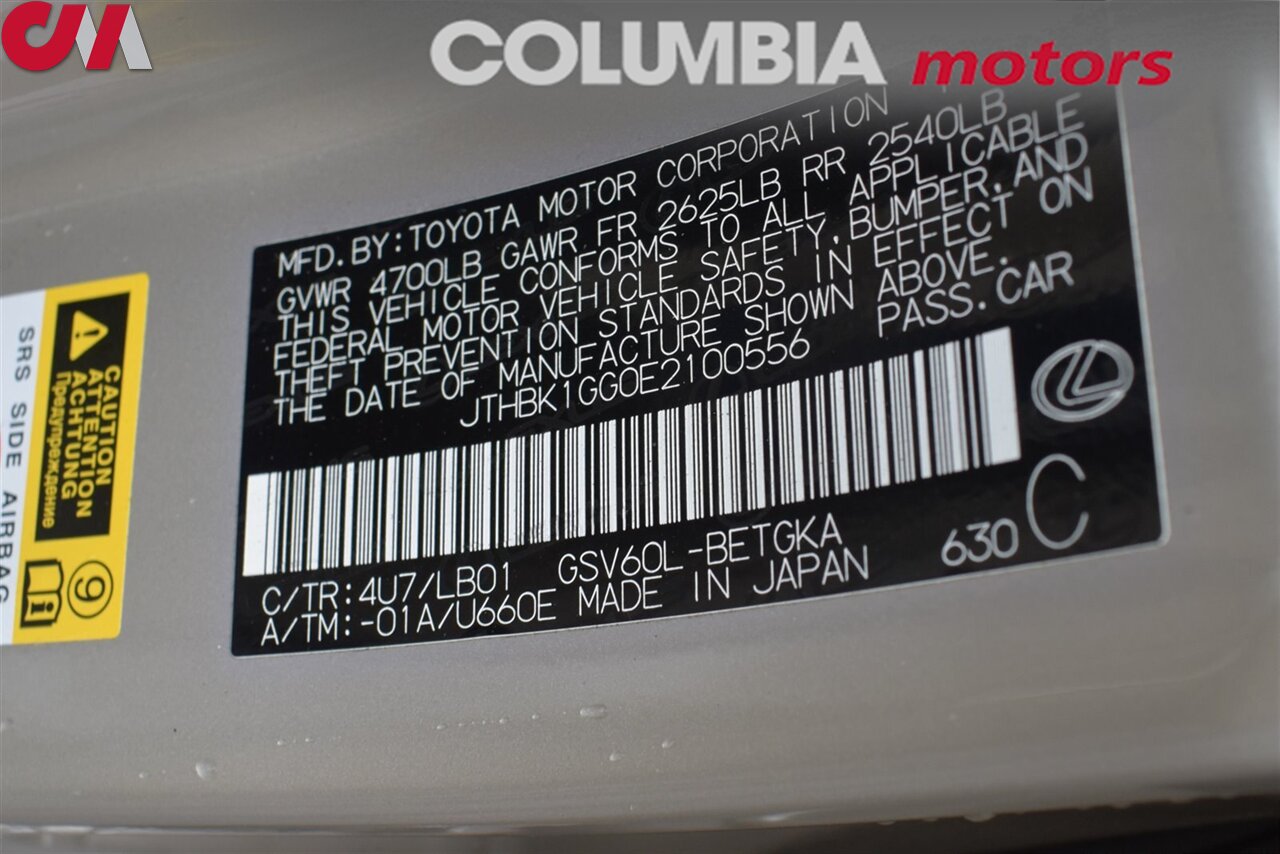 CM
COLUMBIA motors
MFD.BY:TOYOTA MOTOR CORPORATION
GVWR 4700LB GAWR FR 2625LB RR 2540LB
THIS VEHICLE CONFORMS TO ALL APPLICABLE
FEDERAL MOTOR VEHICLE SAFETY,BUMPER,AND
THEFT PREVENTION STANDARDS IN EFFECT ON
THE DATE OF MANUFACTURE SHOWN ABOVE.
JTHBK1GG0E2100556 PASS.CAR
C/TR:4U7/LB01 GSV60L-BETGKA 630 C
A/TM:-01A/U660E MADE IN JAPAN
SRS SIDE AIRBAG
CAUTION
ATTENTION
ACHTUNG
Предупреждение
9